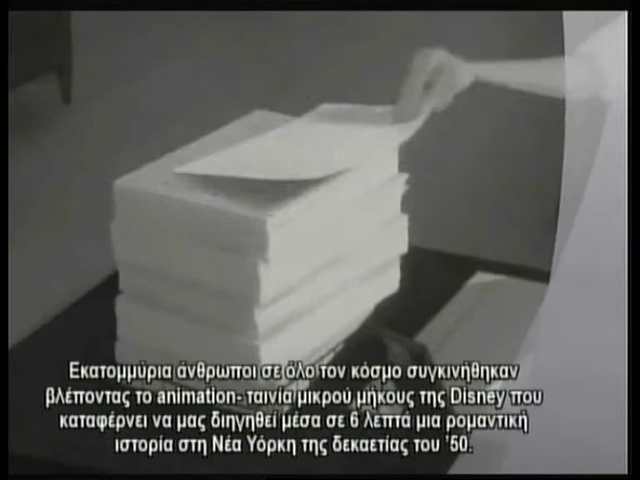 Εκατομμύρια άνθρωποι σε όλο τον κόσμο συγκινήθηκαν
βλέποντας το animation- ταινία μικρού μήκους της Disney που
καταφέρνει να μας διηγηθεί μέσα σε 6 λεπτά μια ρομαντική
ιστορία στη Νέα Υόρκη της δεκαετίας του '50.